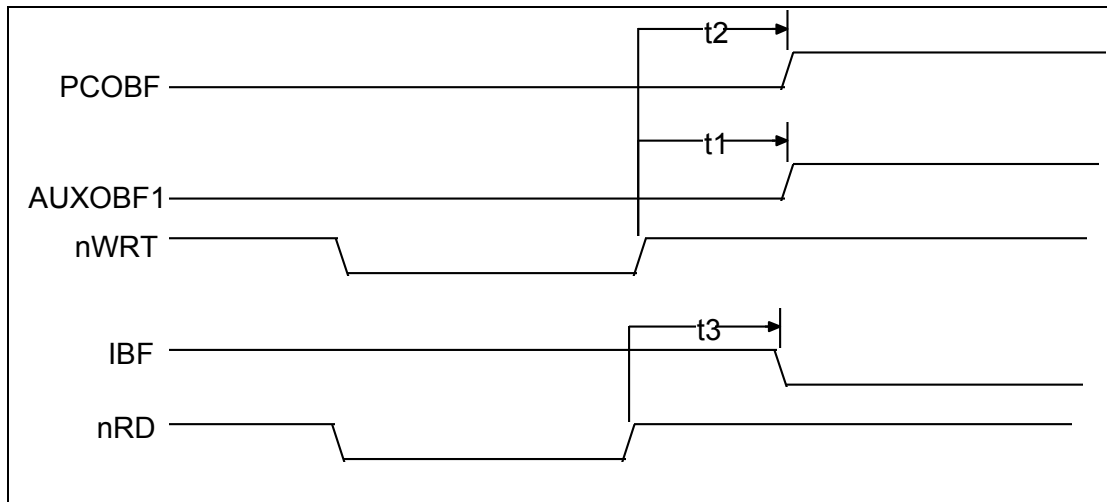 t2
PCOBF
t1
AUXOBF1
nWRT
t3
IBF
nRD